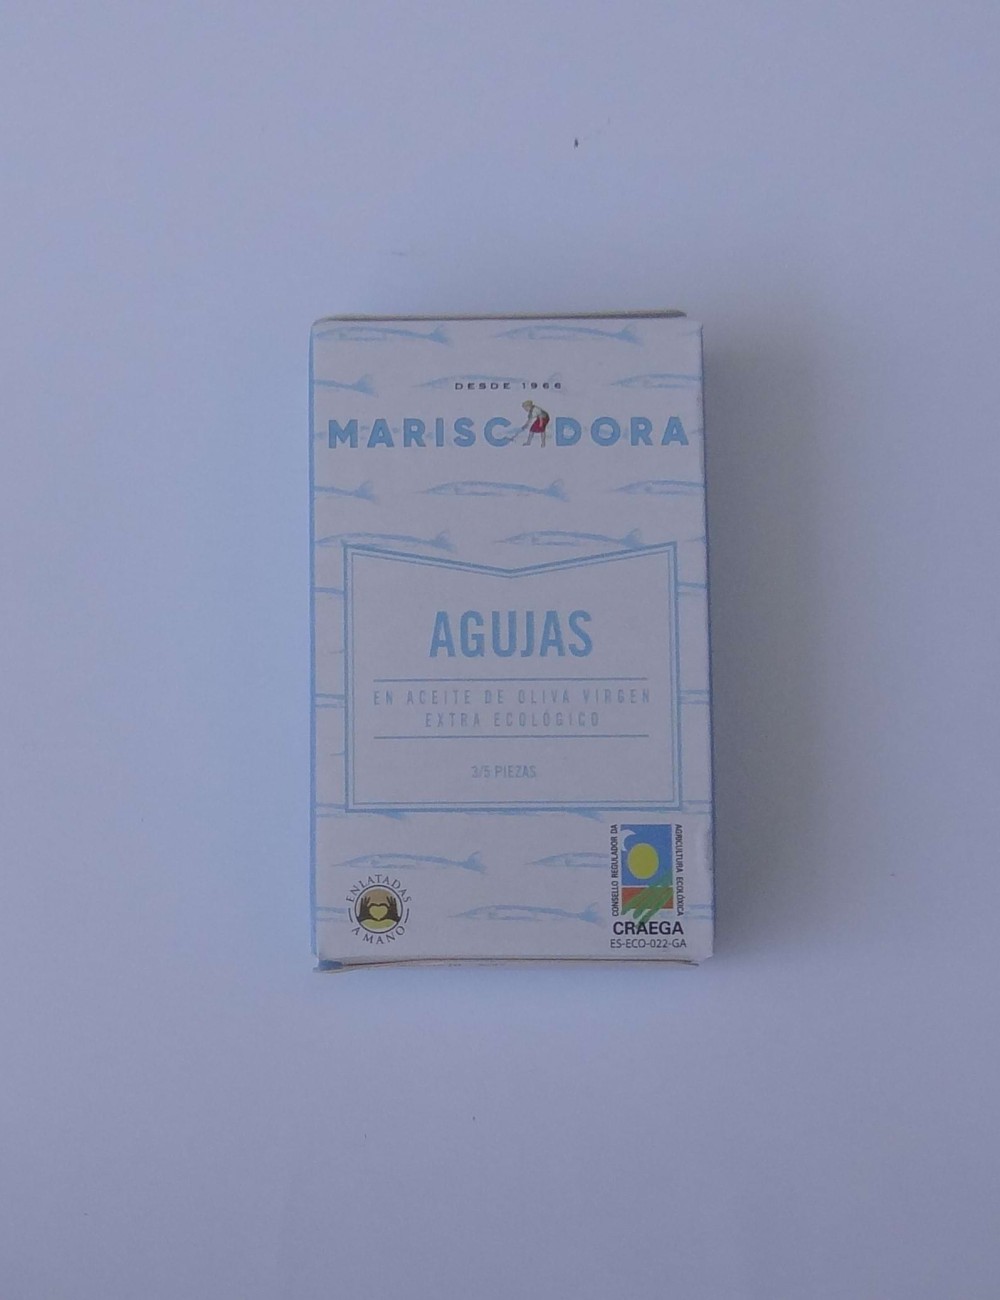 DESDE 1966
MARISCADORA
AGUJAS
EN ACEITE DE OLIVA VIRGEN
EXTRA ECOLÓGICO
3/5 PIEZAS
ENLATADAS
A MANO
CONSELLO REGULADOR DA
AGRICULTURA ECOLÓXICA
CRAEGA
ES-ECO-022-GA